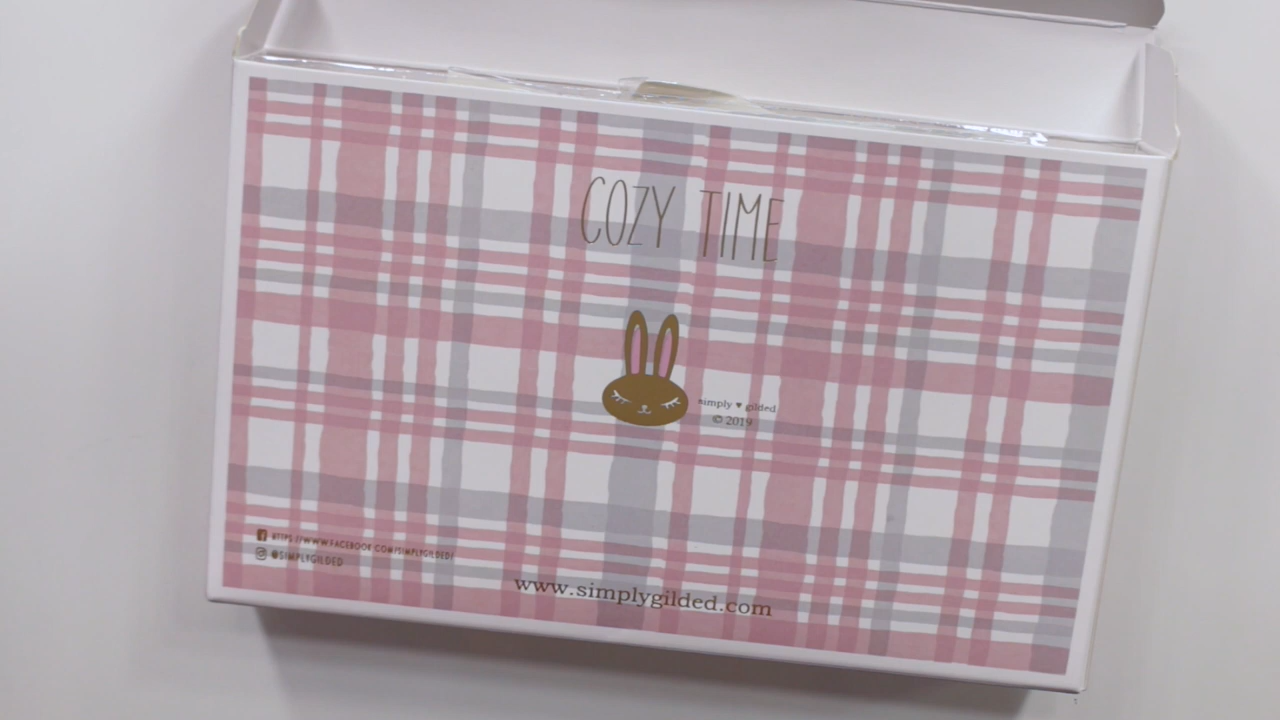 COZY TIME
simply ♥ gilded
© 2019
HTTPS://WWW.FACEBOOK.COM/SIMPLYGILDED/
@SIMPLYGILDED
www.simplygilded.com